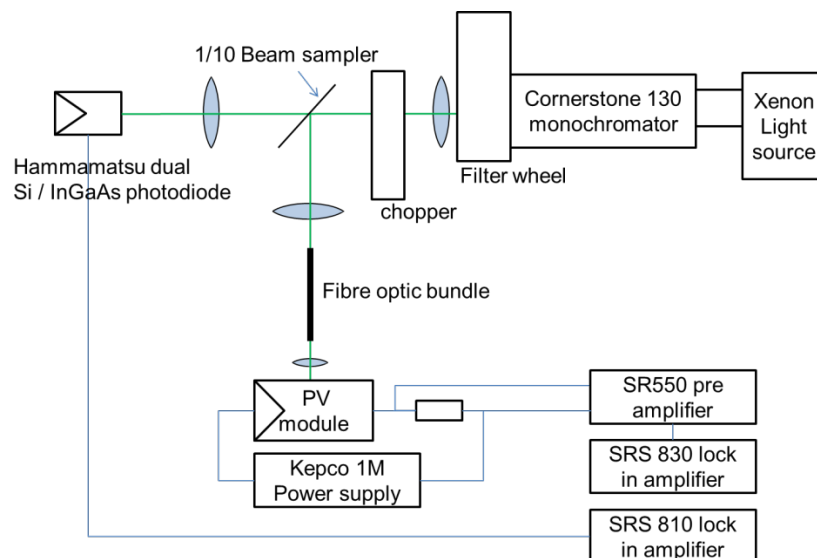 1/10 Beam sampler
Cornerstone 130
monochromator
Xenon
Light
source
Hammamatsu dual
Si / InGaAs photodiode
Filter wheel
chopper
Fibre optic bundle
PV
module
SR550 pre
amplifier
Kepco 1M
Power supply
SRS 830 lock
in amplifier
SRS 810 lock
in amplifier